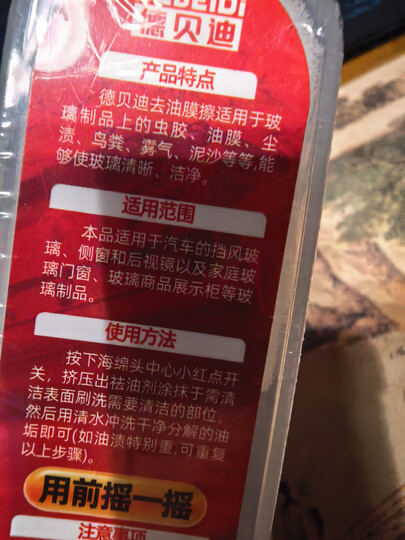 德贝迪
产品特点
德贝迪去油膜擦适用于玻
璃制品上的虫胶、油膜、尘
渍、鸟粪、雾气、泥沙等等,能
够使玻璃清晰、洁净。
适用范围
本品适用于汽车的挡风玻
璃、侧窗和后视镜以及家庭玻
璃门窗、玻璃商品展示柜等玻
璃制品。
使用方法
按下海绵头中心小红点开
关，挤压出祛油剂涂抹于需清
洁表面刷洗需要清洁的部位，
然后用清水冲洗干净分解的油
垢即可(如油渍特别重,可重复
以上步骤)。
用前摇一摇
注意事项